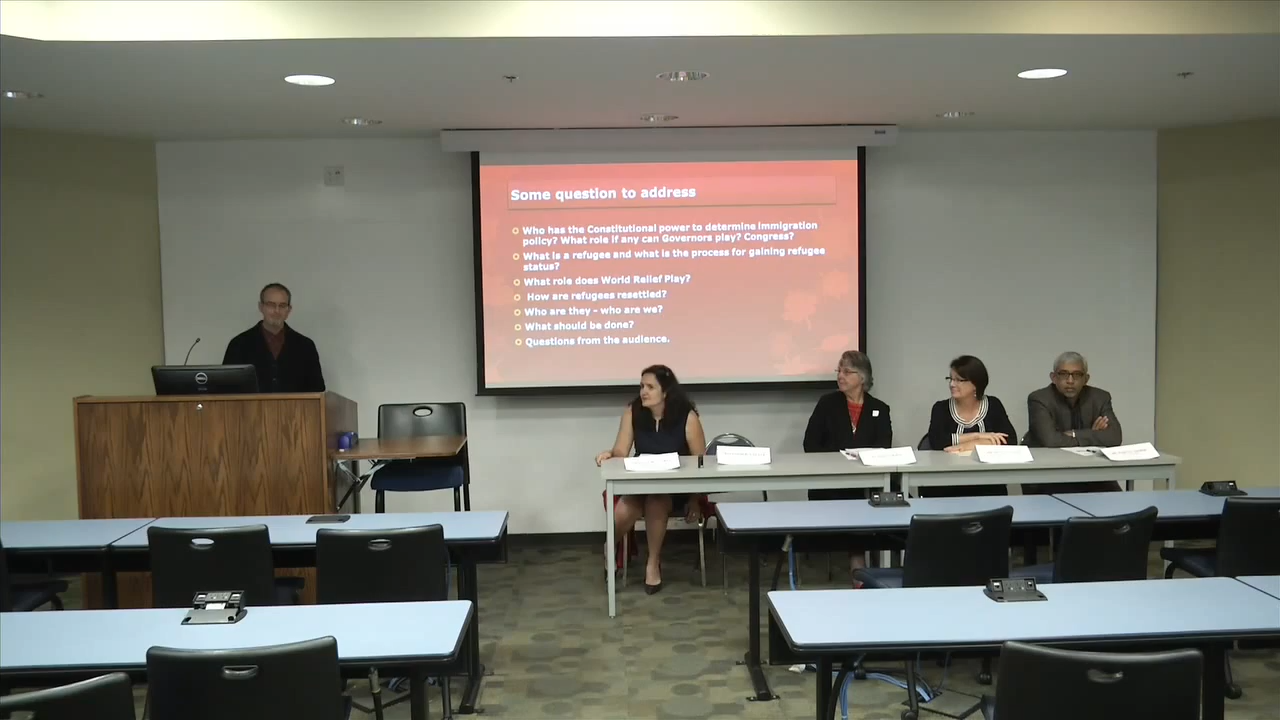 Some question to address
Who has the Constitutional power to determine immigration
policy? What role if any can Governors play? Congress?
What is a refugee and what is the process for gaining refugee
status?
What role does World Relief Play?
How are refugees resettled?
Who are they - who are we?
What should be done?
Questions from the audience.
DELL